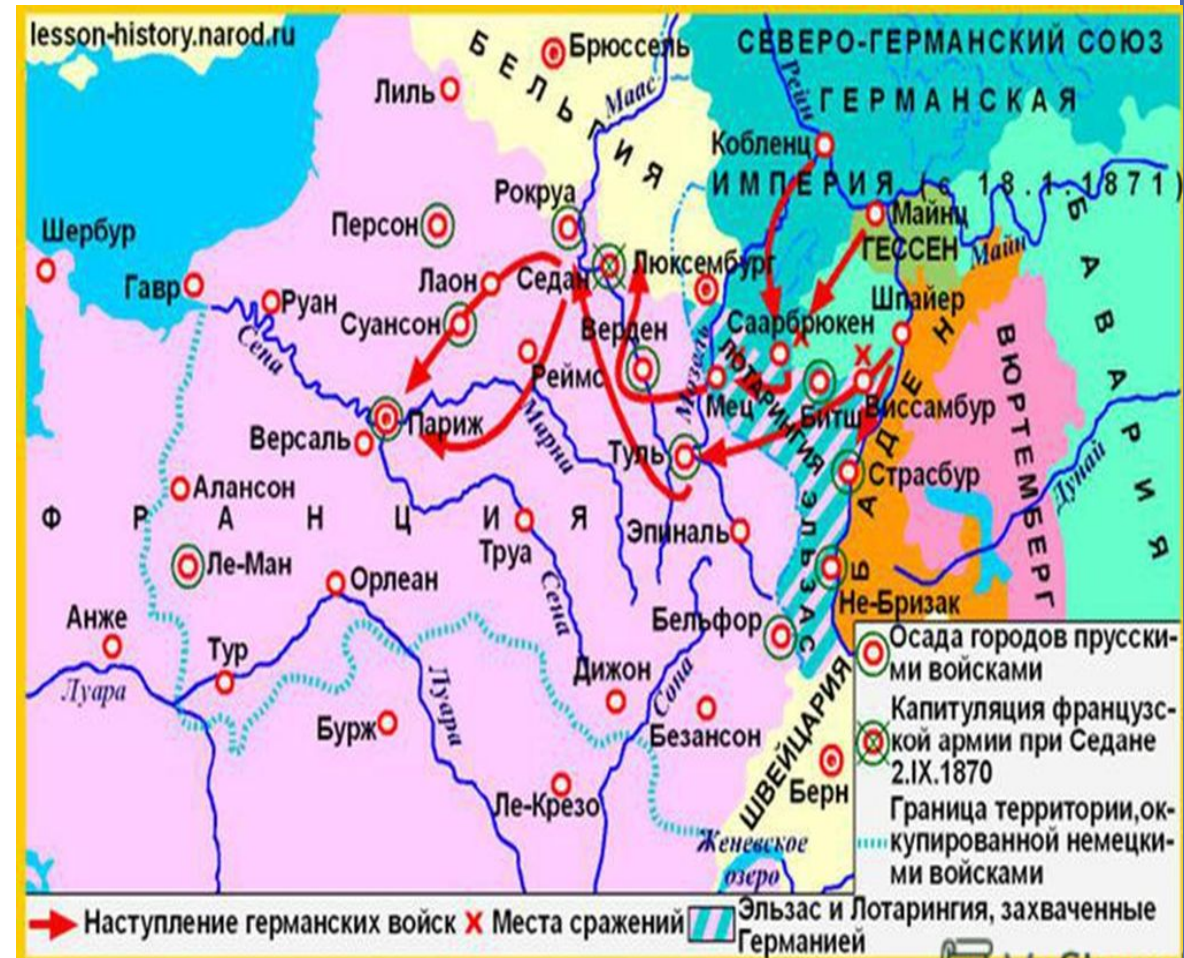 lesson-history.narod.ru
БЕЛЬГИЯ
Брюссель
СЕВЕРО-ГЕРМАНСКИЙ СОЮЗ
Лиль
Маас
Рейн
ГЕРМАНСКАЯ
Кобленц
ИМПЕРИЯ (с 18.1.1871)
Рокруа
Персон
Майнц
ГЕССЕН
Майн
БАВАРИЯ
Шербур
Гавр
Руан
Лаон
Седан
Люксембург
Суансон
Верден
Шпайер
Саарбрюкен
Сена
Реймс
Мозель
ЛОТАРИНГИЯ
Мец
Битш
Виссамбур
ВЮРТЕМБЕРГ
БАДЕН
Париж
Версаль
Марна
Туль
Страсбур
Дунай
Алансон
ФРАНЦИЯ
Труа
Эпиналь
ЭЛЬЗАС
Ле-Ман
Орлеан
Сена
Не-Бризак
Анже
Тур
Бельфор
Луара
Дижон
Сона
Луара
Бурж
Безансон
ШВЕЙЦАРИЯ
Берн
Ле-Крезо
Женевское
озеро
Осада городов прусски-
ми войсками
Капитуляция французс-
кой армии при Седане
2.IX.1870
Граница территории,ок-
купированной немецки-
ми войсками
Наступление германских войск
Места сражений
Эльзас и Лотарингия, захваченные
Германией